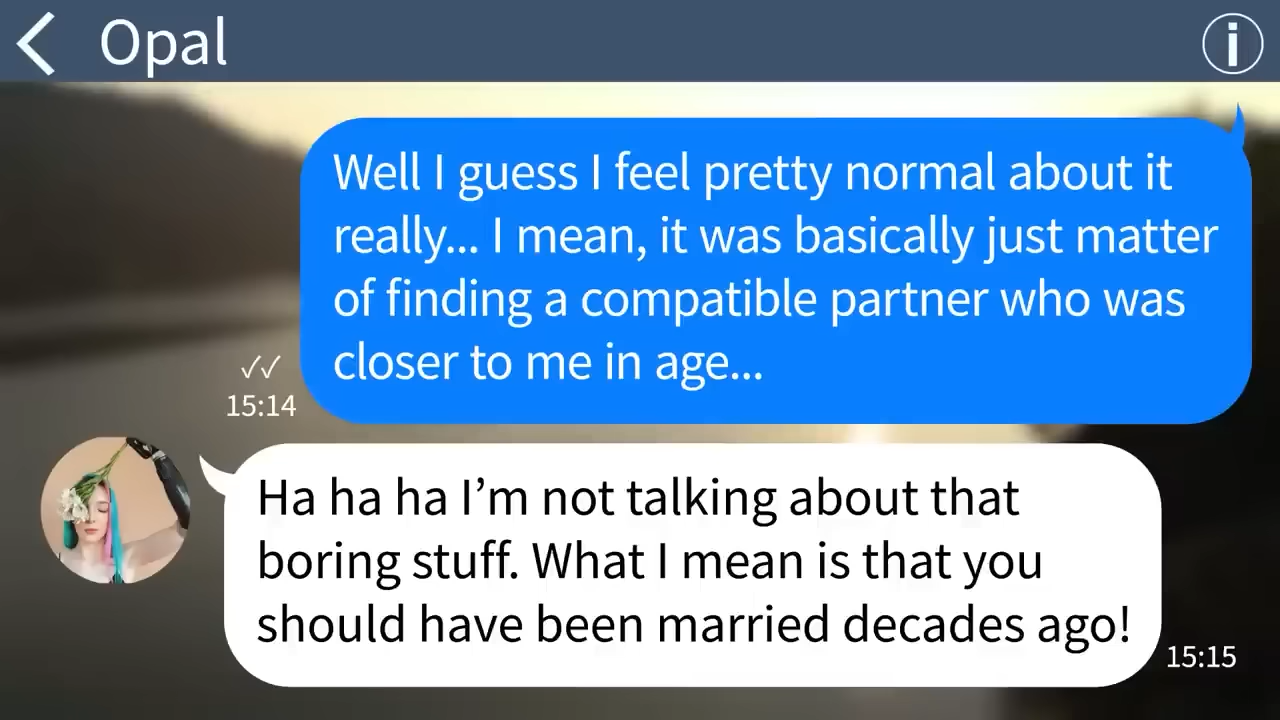 Opal
Well I guess I feel pretty normal about it
really... I mean, it was basically just matter
of finding a compatible partner who was
closer to me in age...
✓✓
15:14
Ha ha ha I’m not talking about that
boring stuff. What I mean is that you
should have been married decades ago!
15:15